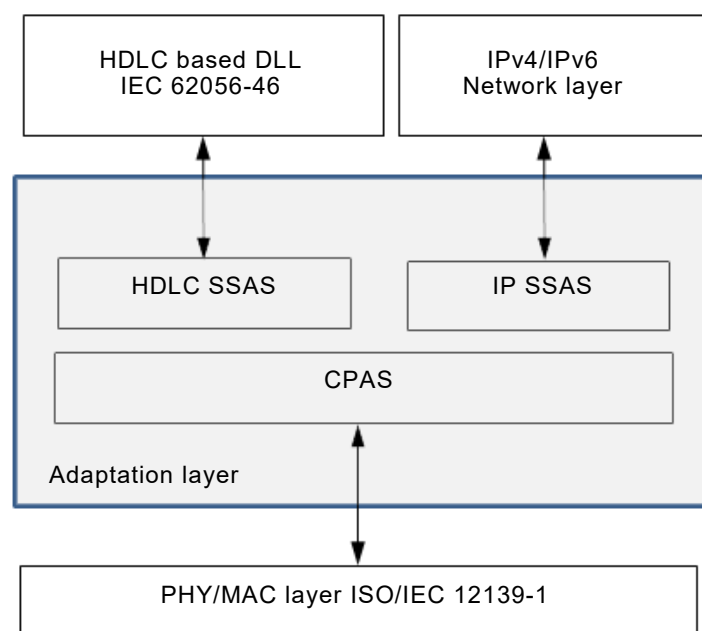 HDLC based DLL
IEC 62056-46
IPv4/IPv6
Network layer
HDLC SSAS
IP SSAS
CPAS
Adaptation layer
PHY/MAC layer ISO/IEC 12139-1